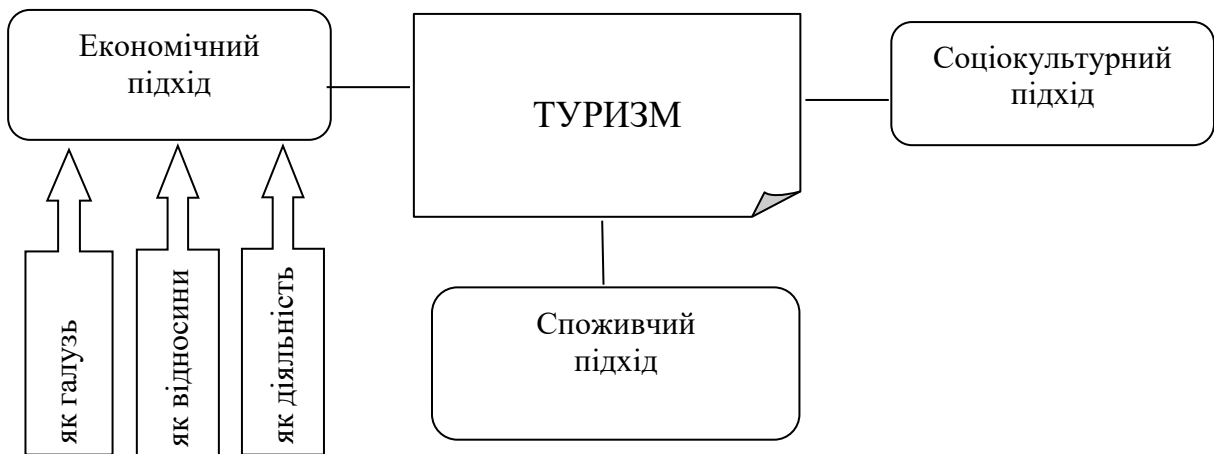 Економічний
підхід
ТУРИЗМ
Соціокультурний
підхід
Споживчий
підхід
як галузь
як відносини
як діяльність